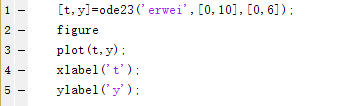 1 - [t,y]=ode23('erwei',[0,10],[0,6]);
2 - figure
3 - plot(t,y);
4 - xlabel('t');
5 - ylabel('y');